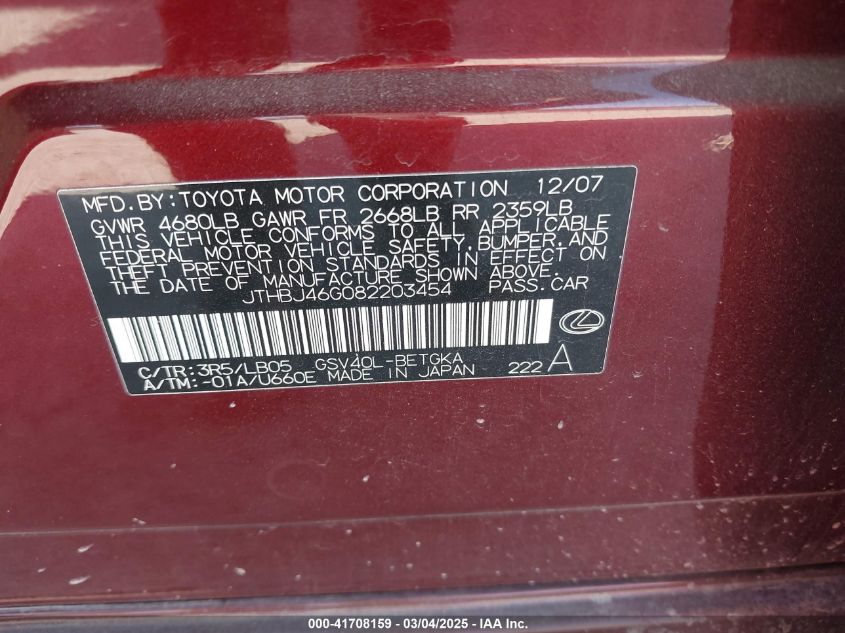 MFD. BY: TOYOTA MOTOR CORPORATION 12/07
GVWR 4680LB GAWR FR 2668LB RR 2359LB
THIS VEHICLE CONFORMS TO ALL APPLICABLE
FEDERAL MOTOR VEHICLE SAFETY, BUMPER, AND
THEFT PREVENTION STANDARDS IN EFFECT ON
THE DATE OF MANUFACTURE SHOWN ABOVE.
JTHBJ46G082203454 PASS. CAR
C/TR: 3R5/LB05 GSV40L-BETGKA 222 A
A/TM: -01A/U660E MADE IN JAPAN
000-41708159 - 03/04/2025 - IAA Inc.